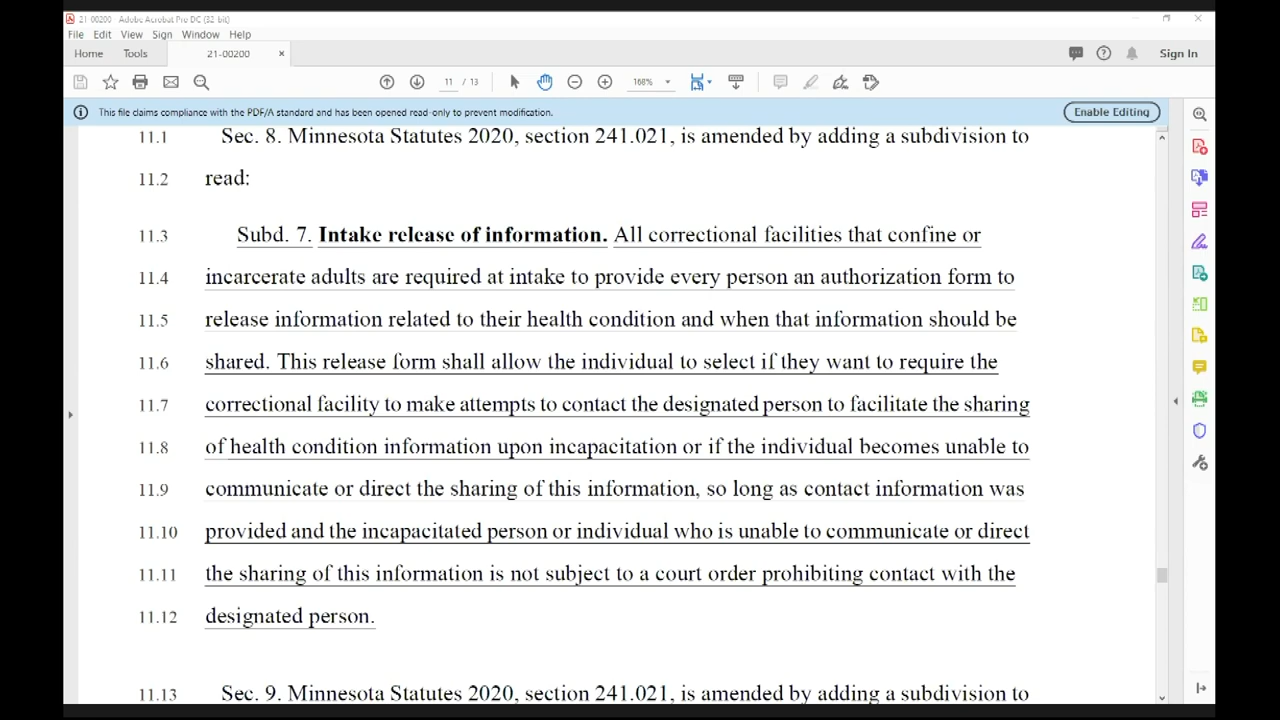 21-00200 - Adobe Acrobat Pro DC (32-bit)
File Edit View Sign Window Help
Home Tools 21-00200 × Sign In
11 / 13 168%
This file claims compliance with the PDF/A standard and has been opened read-only to prevent modification. Enable Editing
11.1 Sec. 8. Minnesota Statutes 2020, section 241.021, is amended by adding a subdivision to
11.2 read:
11.3 Subd. 7. Intake release of information. All correctional facilities that confine or
11.4 incarcerate adults are required at intake to provide every person an authorization form to
11.5 release information related to their health condition and when that information should be
11.6 shared. This release form shall allow the individual to select if they want to require the
11.7 correctional facility to make attempts to contact the designated person to facilitate the sharing
11.8 of health condition information upon incapacitation or if the individual becomes unable to
11.9 communicate or direct the sharing of this information, so long as contact information was
11.10 provided and the incapacitated person or individual who is unable to communicate or direct
11.11 the sharing of this information is not subject to a court order prohibiting contact with the
11.12 designated person.
11.13 Sec. 9. Minnesota Statutes 2020, section 241.021, is amended by adding a subdivision to